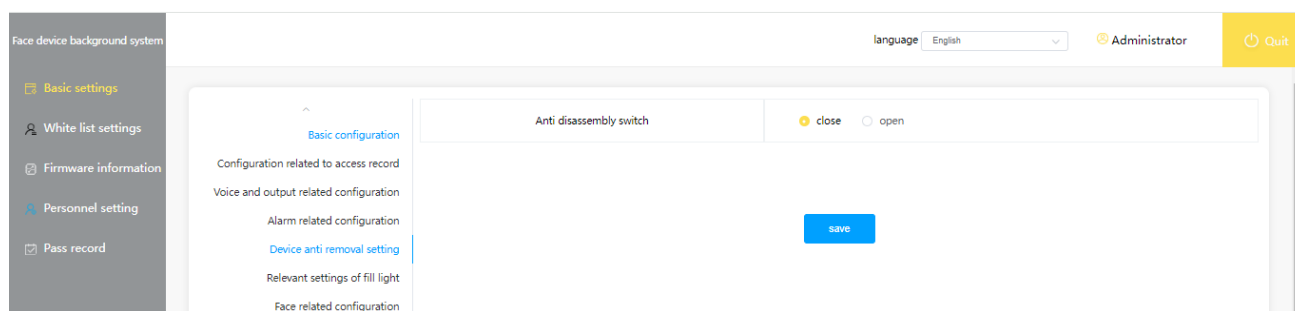 Face device background system
language English
Administrator
Quit
Basic settings
White list settings
Firmware information
Personnel setting
Pass record
Basic configuration
Configuration related to access record
Voice and output related configuration
Alarm related configuration
Device anti removal setting
Relevant settings of fill light
Face related configuration
Anti disassembly switch
close open
save